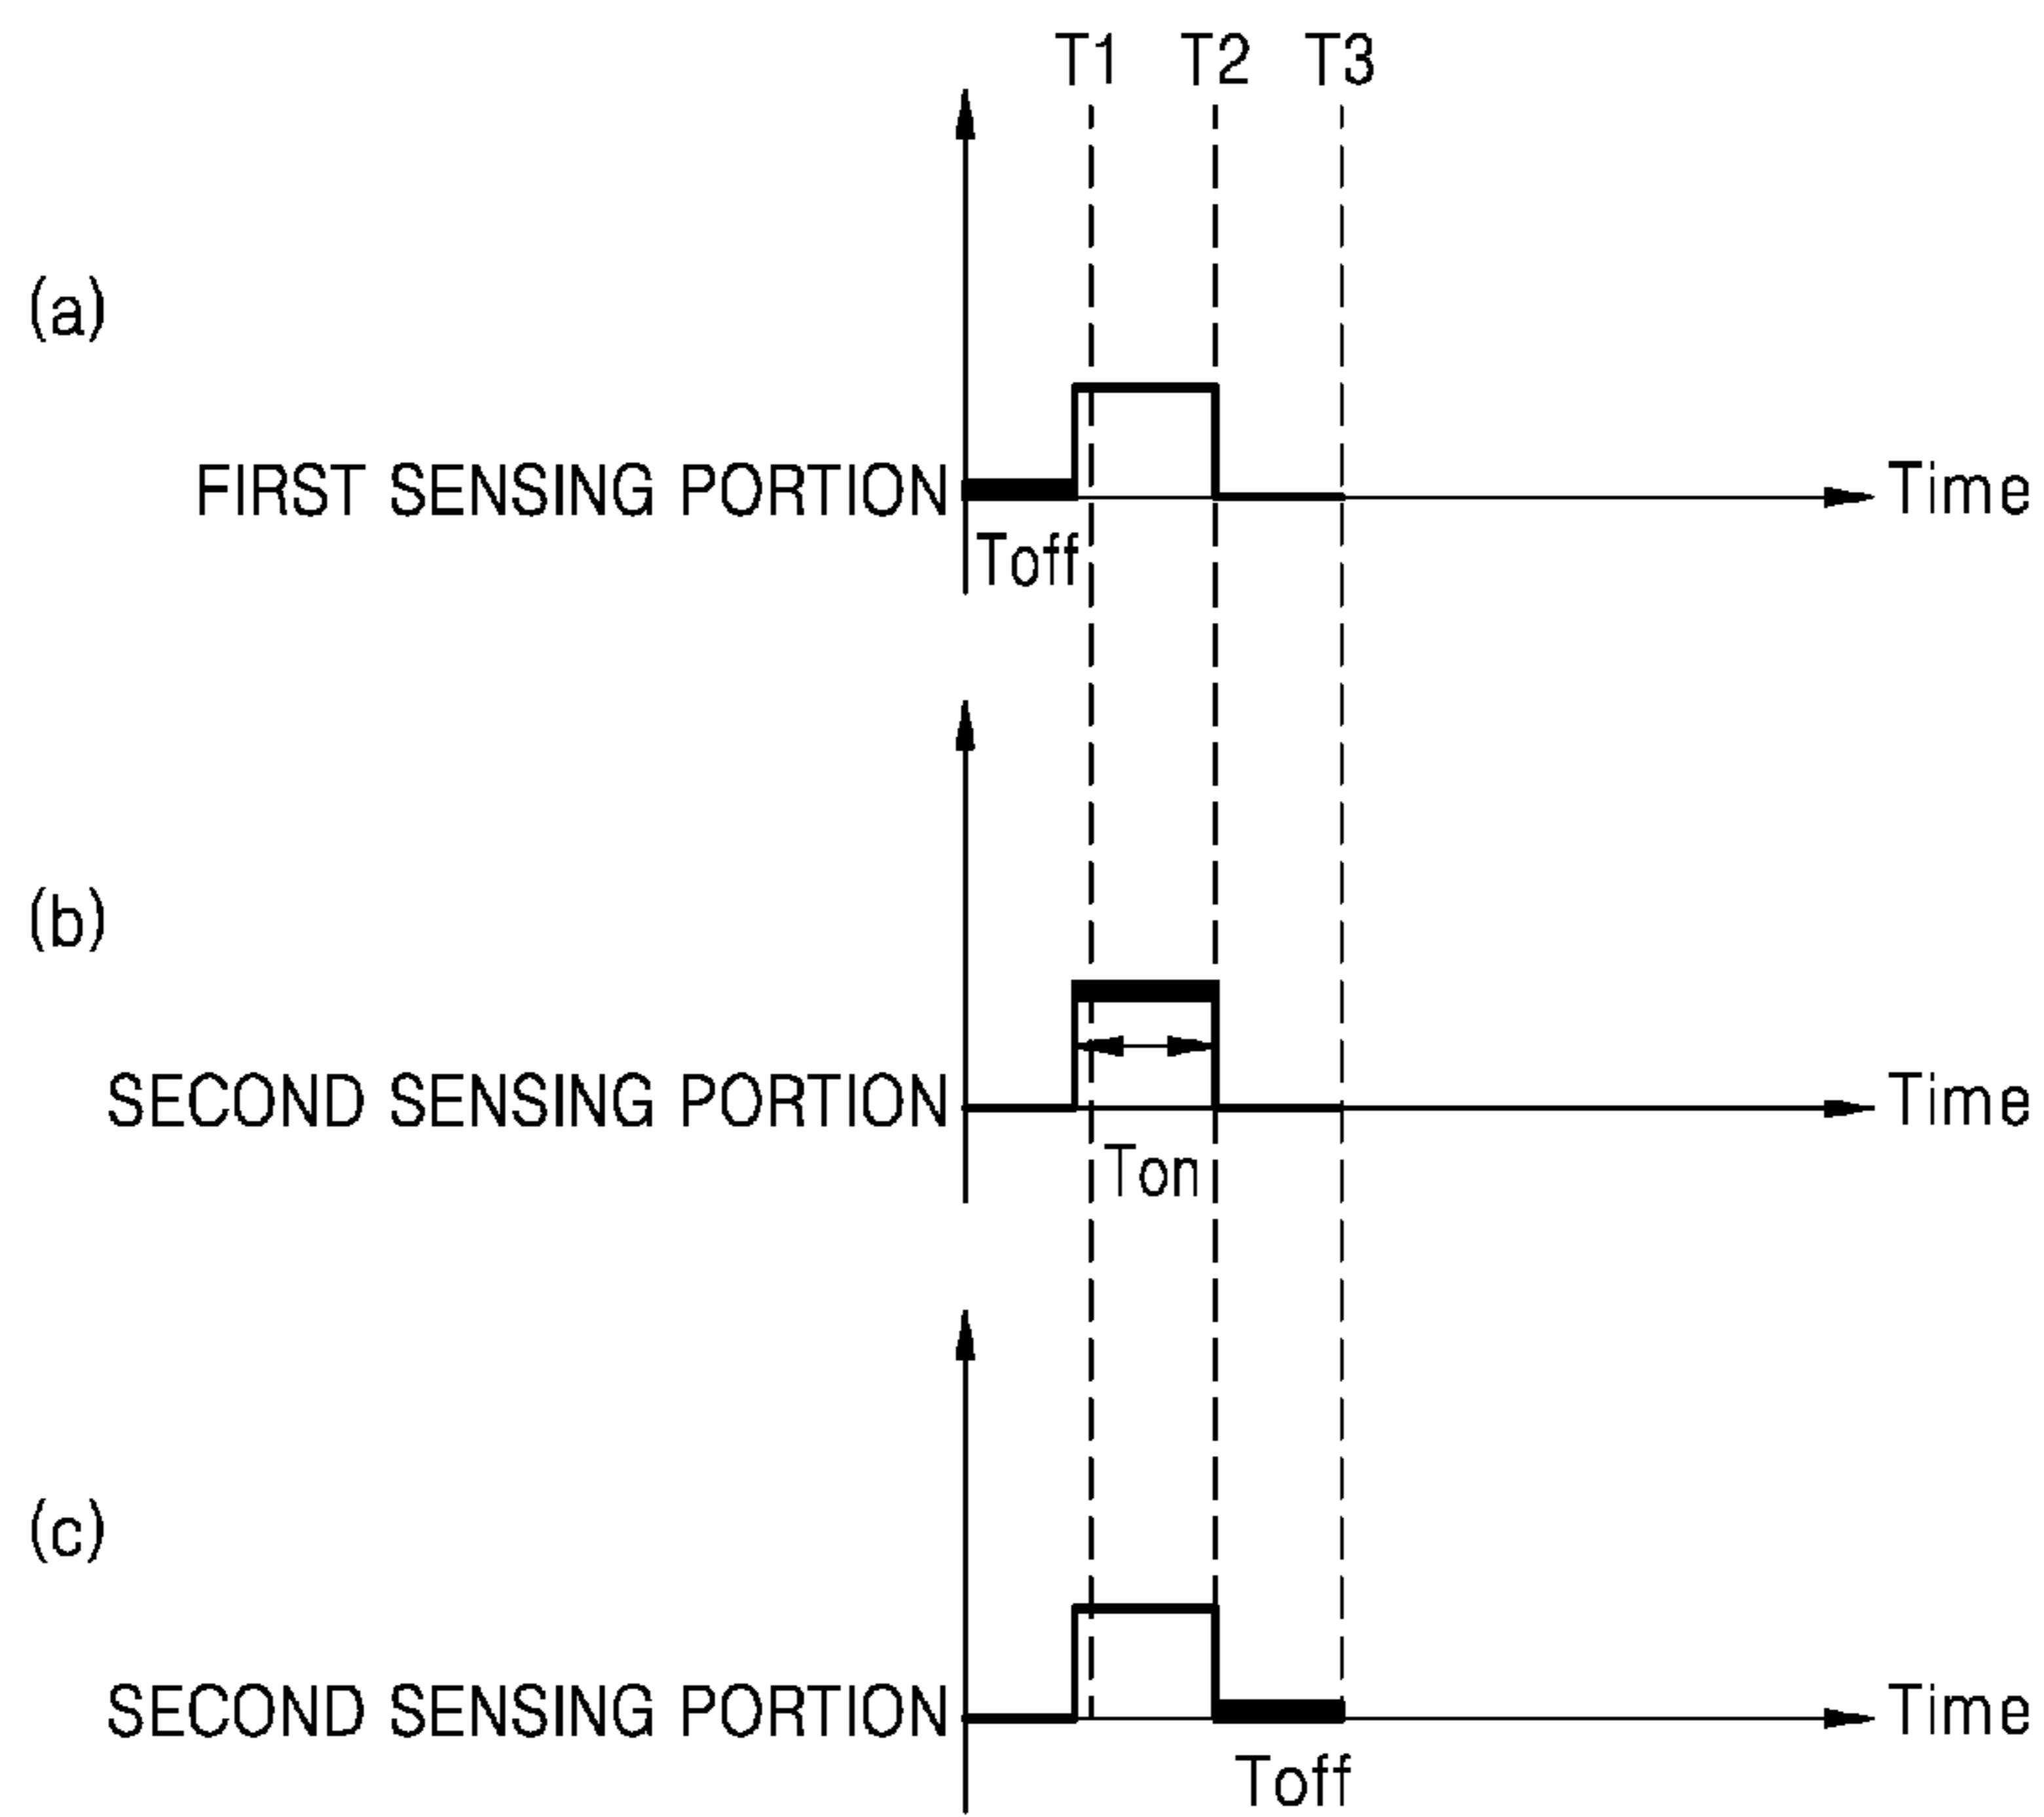 T1 T2 T3
(a)
FIRST SENSING PORTION Time
Toff
(b)
SECOND SENSING PORTION Time
Ton
(c)
SECOND SENSING PORTION Time
Toff